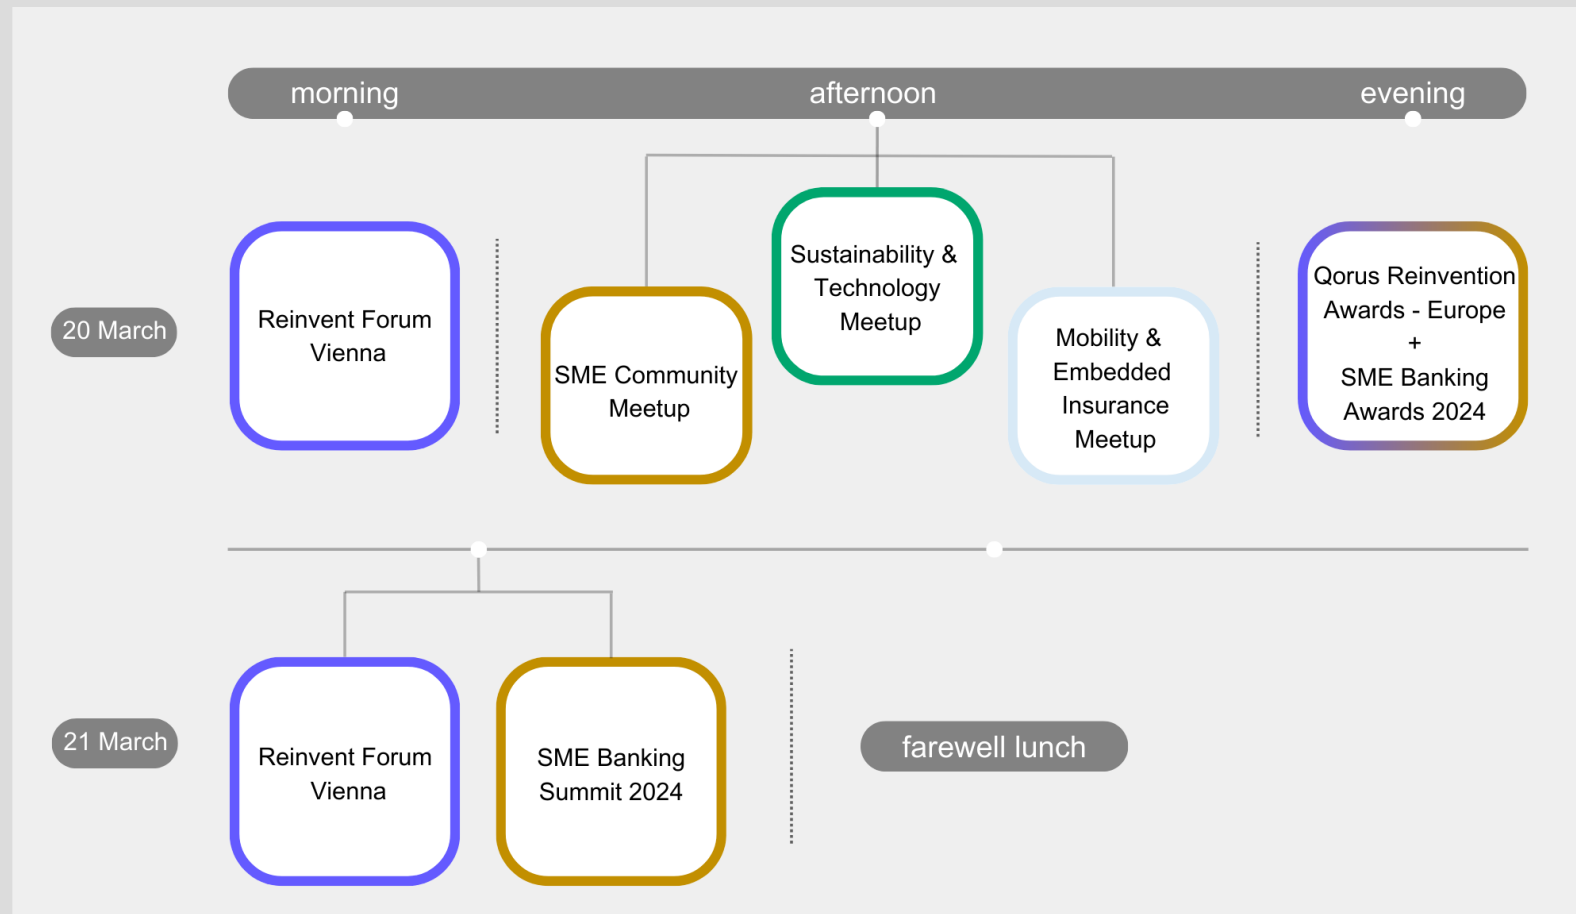 morning
afternoon
evening
20 March
Reinvent Forum
Vienna
SME Community
Meetup
Sustainability &
Technology
Meetup
Mobility &
Embedded
Insurance
Meetup
Qorus Reinvention
Awards - Europe
+
SME Banking
Awards 2024
21 March
Reinvent Forum
Vienna
SME Banking
Summit 2024
farewell lunch